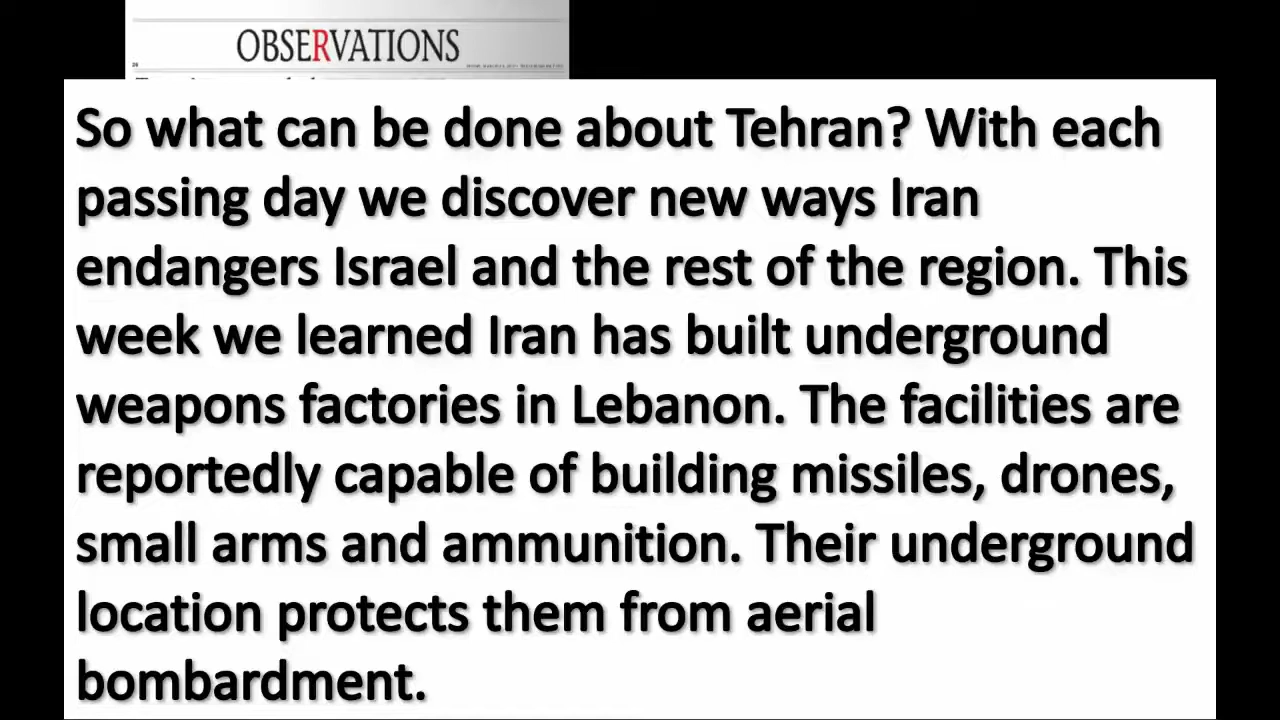 OBSERVATIONS
So what can be done about Tehran? With each
passing day we discover new ways Iran
endangers Israel and the rest of the region. This
week we learned Iran has built underground
weapons factories in Lebanon. The facilities are
reportedly capable of building missiles, drones,
small arms and ammunition. Their underground
location protects them from aerial
bombardment.